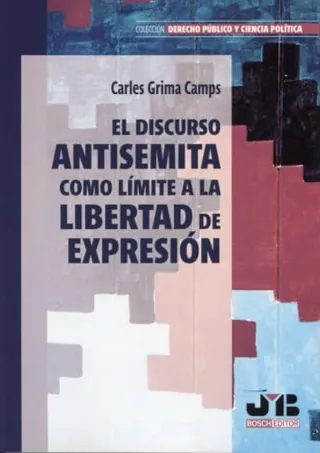 COLECCIÓN DERECHO PÚBLICO Y CIENCIA POLÍTICA
Carles Grima Camps
EL DISCURSO
ANTISEMITA
COMO LÍMITE A LA
LIBERTAD DE
EXPRESIÓN
JMB
BOSCH EDITOR